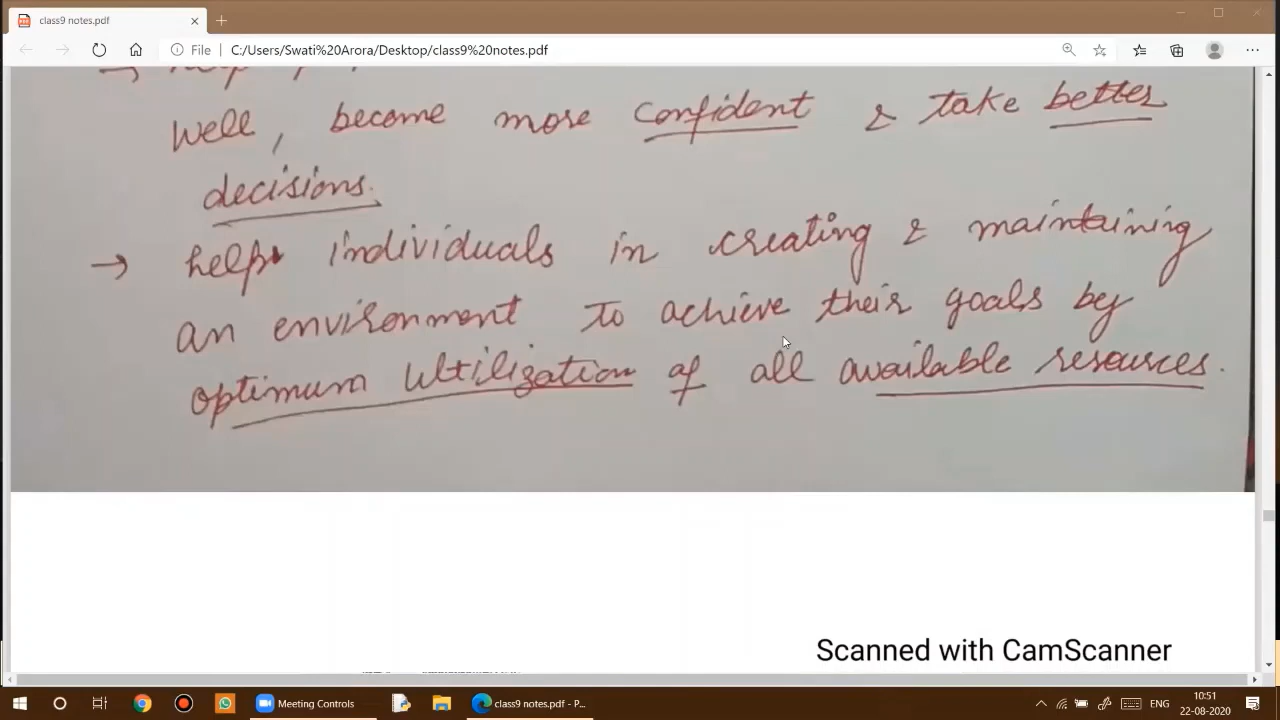 class9 notes.pdf
File C:/Users/Swati%20Arora/Desktop/class9%20notes.pdf
well, become more confident & take better
decisions.
→ help individuals in creating & maintaining
an environment to achieve their goals by
optimum Ultilization of all available resources.
Scanned with CamScanner
Meeting Controls
class9 notes.pdf - P...
ENG
10:51
22-08-2020